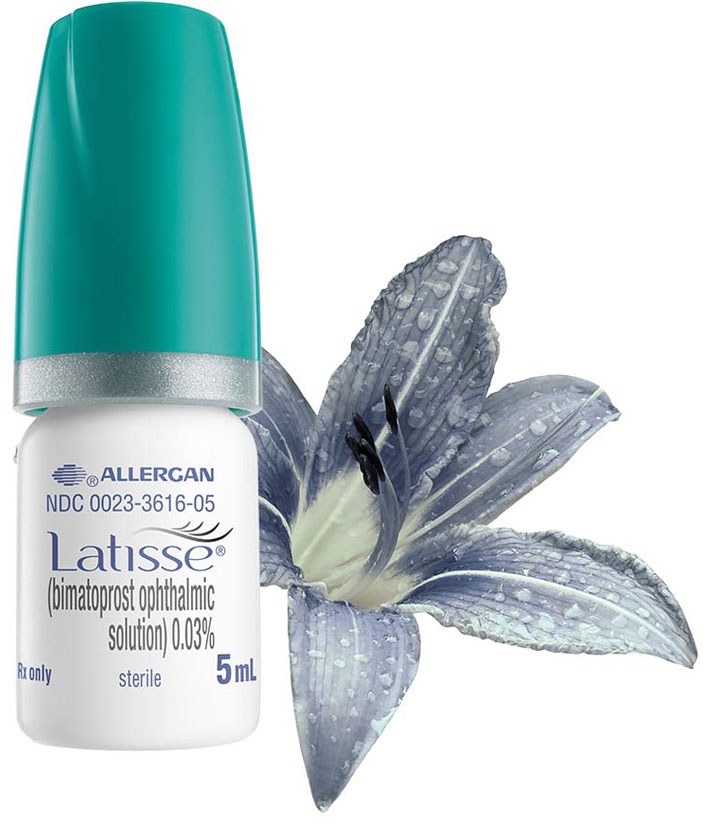 ® ALLERGAN
NDC 0023-3616-05
Latisse®
(bimatoprost ophthalmic
solution) 0.03%
Rx only sterile 5 mL